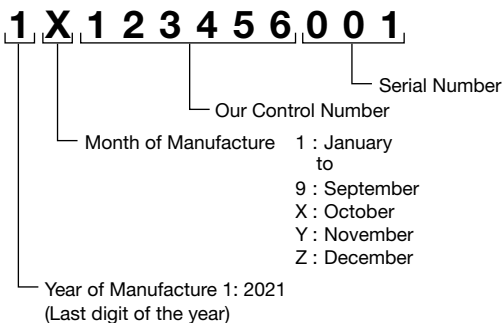 1 X 1 2 3 4 5 6 0 0 1
Serial Number
Our Control Number
Month of Manufacture 1 : January
to
9 : September
X : October
Y : November
Z : December
Year of Manufacture 1: 2021
(Last digit of the year)